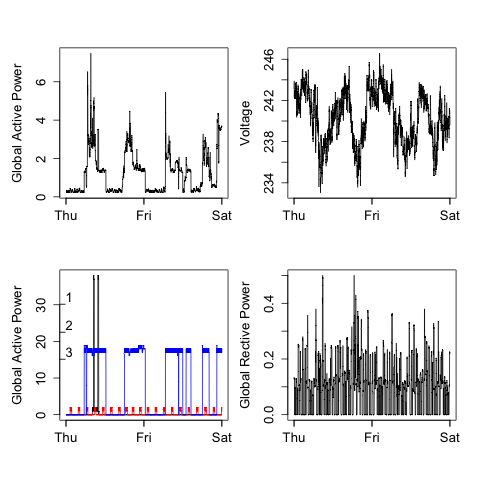 Global Active Power
0 2 4 6
Thu Fri Sat
Voltage
234 238 242 246
Thu Fri Sat
Global Active Power
0 10 20 30
1
2
3
Thu Fri Sat
Global Rective Power
0.0 0.2 0.4
Thu Fri Sat